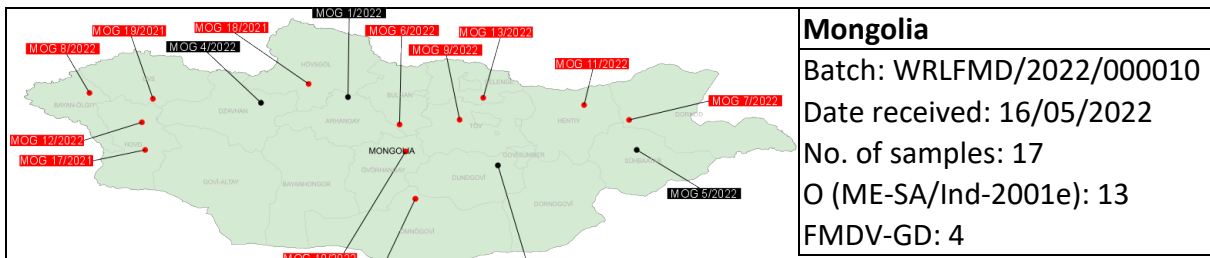 MOG 1/2022
MOG 19/2021
MOG 18/2021
MOG 6/2022
MOG 13/2022
MOG 8/2022
MOG 4/2022
MOG 9/2022
MOG 11/2022
MOG 7/2022
MOG 12/2022
MOG 17/2021
MOG 5/2022
UVS
HÖVSGÖL
SELENGE
BAYAN-ÖLGIY
DZAVHAN
BULGAN
ARHANGAY
TÖV
HENTIY
DORNOD
HOVD
MONGOLIA
GOVĬSÜMBER
SÜHBAATAR
GOVĬ-ALTAY
BAYANHONGOR
ÖVÖRHANGAY
DUNDGOVĬ
DORNOGOVĬ
Mongolia
Batch: WRLFMD/2022/000010
Date received: 16/05/2022
No. of samples: 17
O (ME-SA/Ind-2001e): 13
FMDV-GD: 4